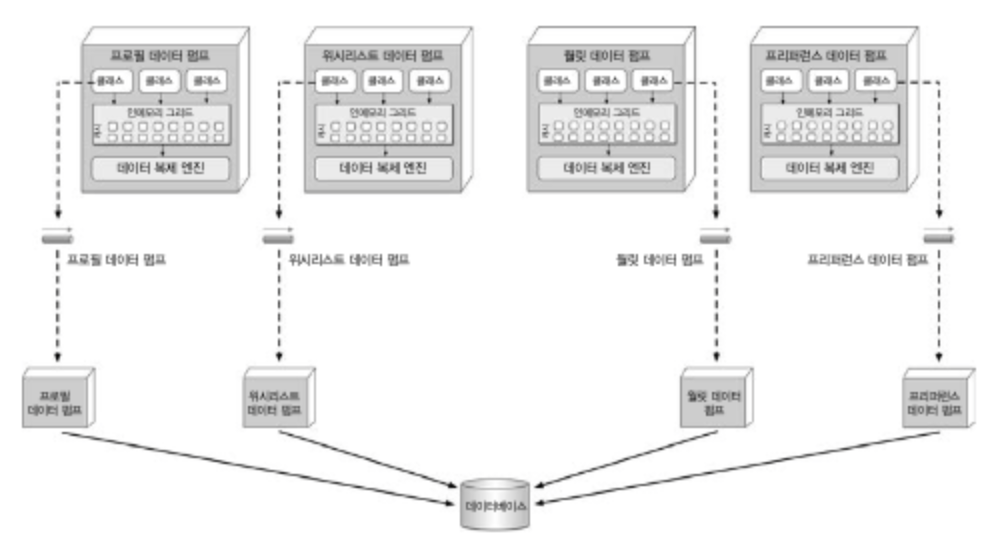 프로필 데이터 펌프
클래스 클래스 클래스
인메모리 그리드
캐시
데이터 복제 엔진
위시리스트 데이터 펌프
클래스 클래스 클래스
인메모리 그리드
캐시
데이터 복제 엔진
월릿 데이터 펌프
클래스 클래스 클래스
인메모리 그리드
캐시
데이터 복제 엔진
프리퍼런스 데이터 펌프
클래스 클래스 클래스
인메모리 그리드
캐시
데이터 복제 엔진
프로필 데이터 펌프
위시리스트 데이터 펌프
월릿 데이터 펌프
프리퍼런스 데이터 펌프
프로필
데이터 펌프
위시리스트
데이터 펌프
월릿 데이터
펌프
프리퍼런스
데이터 펌프
데이터베이스